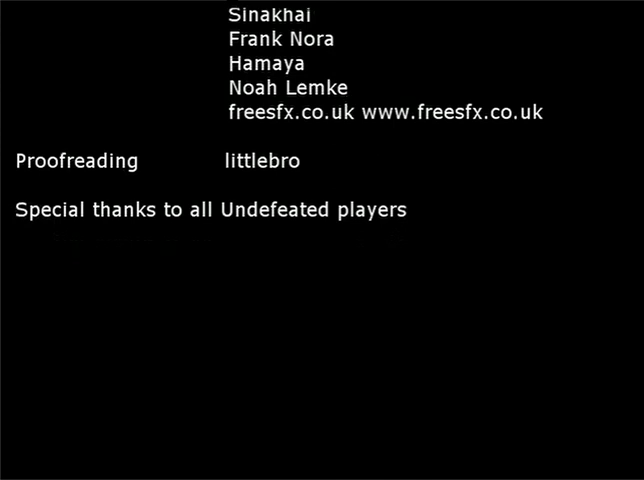 Sinakhai
Frank Nora
Hamaya
Noah Lemke
freesfx.co.uk www.freesfx.co.uk
Proofreading littlebro
Special thanks to all Undefeated players